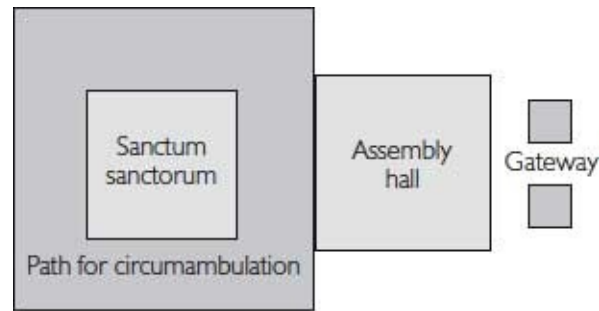 Sanctum
sanctorum
Path for circumambulation
Assembly
hall
Gateway